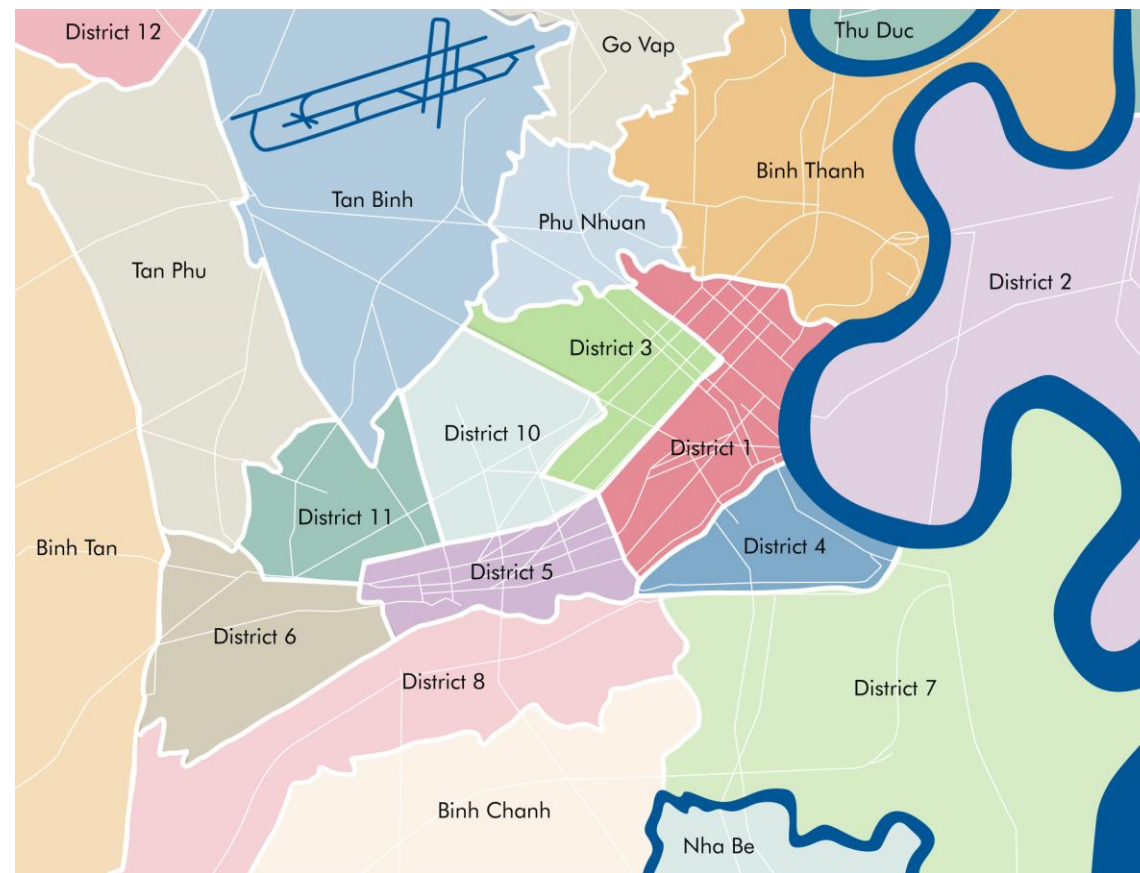 District 12
Thu Duc
Go Vap
Binh Thanh
Tan Binh
Phu Nhuan
Tan Phu
District 2
District 3
District 10
District 1
District 11
District 4
Binh Tan
District 5
District 6
District 8
District 7
Binh Chanh
Nha Be